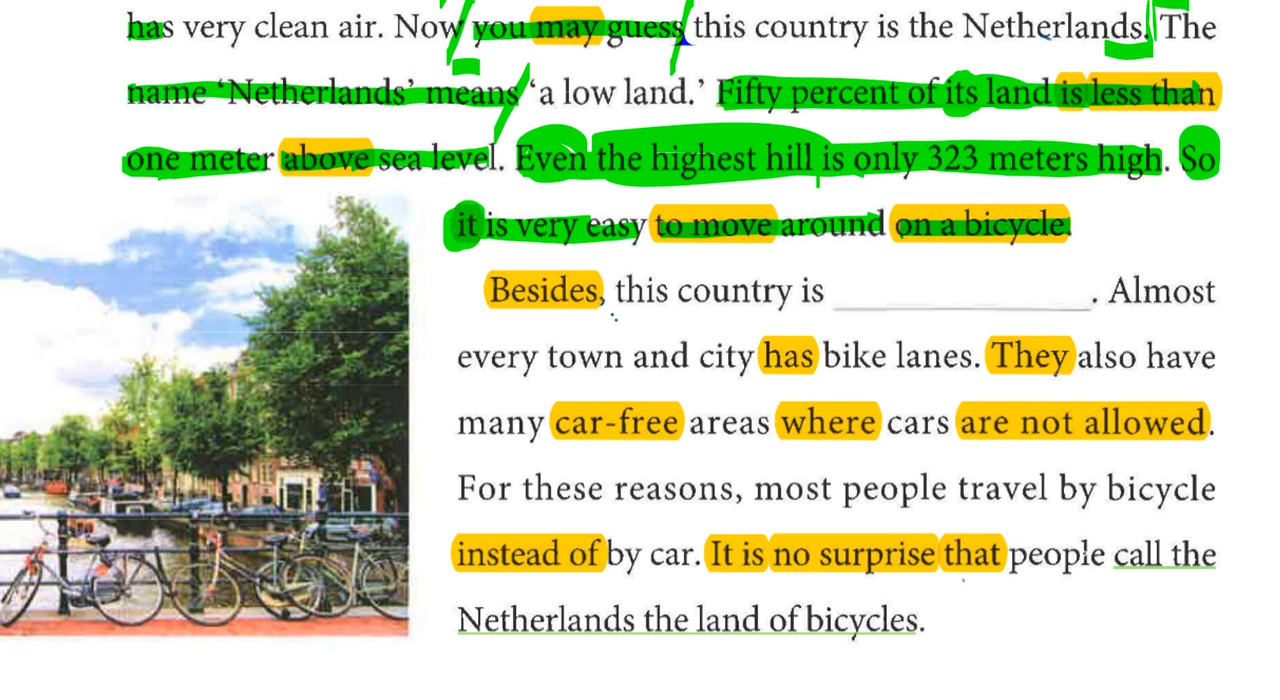 has very clean air. Now you may guess this country is the Netherlands. The
name ‘Netherlands’ means ‘a low land.’ Fifty percent of its land is less than
one meter above sea level. Even the highest hill is only 323 meters high. So
it is very easy to move around on a bicycle.
Besides, this country is ____________. Almost
every town and city has bike lanes. They also have
many car-free areas where cars are not allowed.
For these reasons, most people travel by bicycle
instead of by car. It is no surprise that people call the
Netherlands the land of bicycles.